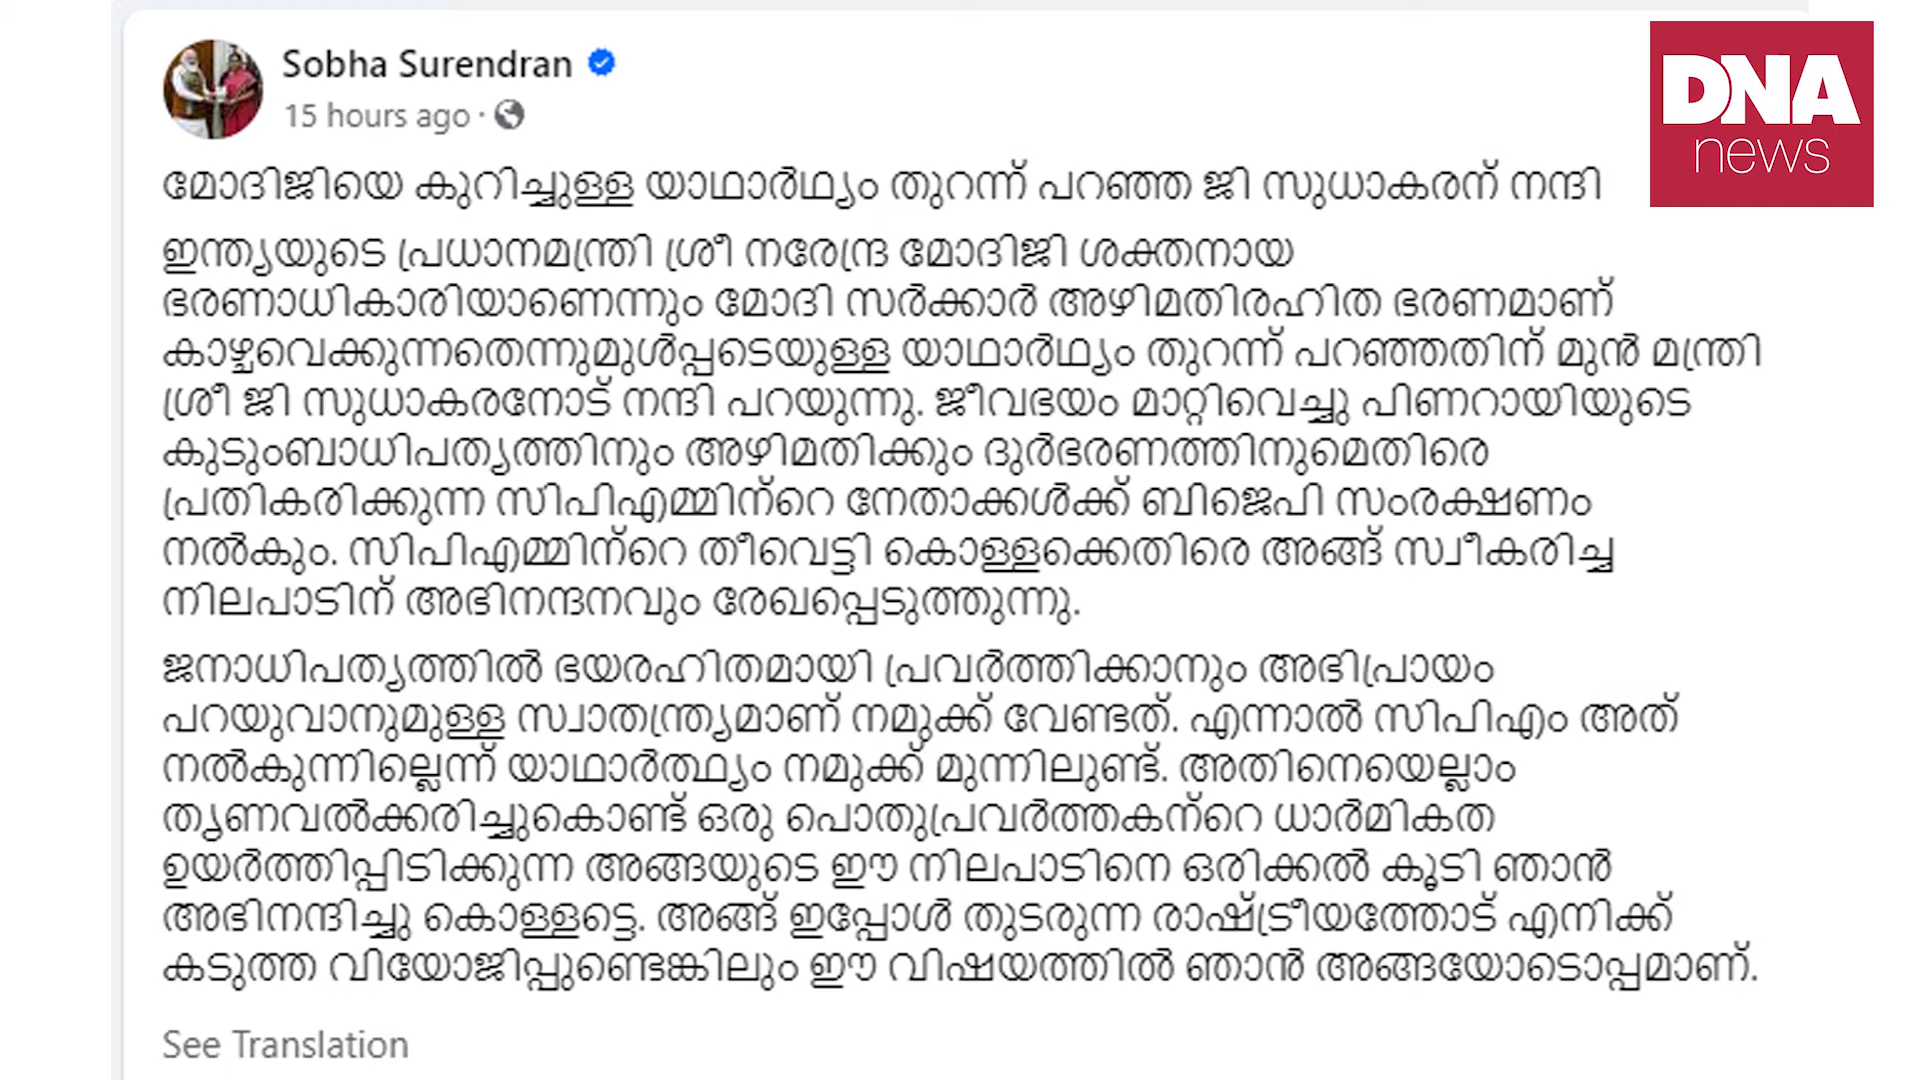 Sobha Surendran
15 hours ago ·
DNA
news
മോദിജിയെ കുറിച്ചുള്ള യാഥാർഥ്യം തുറന്ന് പറഞ്ഞ ജി സുധാകരന് നന്ദി
ഇന്ത്യയുടെ പ്രധാനമന്ത്രി ശ്രീ നരേന്ദ്ര മോദിജി ശക്തനായ
ഭരണാധികാരിയാണെന്നും മോദി സർക്കാർ അഴിമതിരഹിത ഭരണമാണ്
കാഴ്ചവെക്കുന്നതെന്നുമുൾപ്പടെയുള്ള യാഥാർഥ്യം തുറന്ന് പറഞ്ഞതിന് മുൻ മന്ത്രി
ശ്രീ ജി സുധാകരനോട് നന്ദി പറയുന്നു. ജീവഭയം മാറ്റിവെച്ചു പിണറായിയുടെ
കുടുംബാധിപത്യത്തിനും അഴിമതിക്കും ദുർഭരണത്തിനുമെതിരെ
പ്രതികരിക്കുന്ന സിപിഎമ്മിന്റെ നേതാക്കൾക്ക് ബിജെപി സംരക്ഷണം
നൽകും. സിപിഎമ്മിന്റെ തീവെട്ടി കൊള്ളക്കെതിരെ അങ്ങ് സ്വീകരിച്ച
നിലപാടിന് അഭിനന്ദനവും രേഖപ്പെടുത്തുന്നു.
ജനാധിപത്യത്തിൽ ഭയരഹിതമായി പ്രവർത്തിക്കാനും അഭിപ്രായം
പറയുവാനുമുള്ള സ്വാതന്ത്ര്യമാണ് നമുക്ക് വേണ്ടത്. എന്നാൽ സിപിഎം അത്
നൽകുന്നില്ലെന്ന് യാഥാർത്ഥ്യം നമുക്ക് മുന്നിലുണ്ട്. അതിനെയെല്ലാം
തൃണവൽക്കരിച്ചുകൊണ്ട് ഒരു പൊതുപ്രവർത്തകന്റെ ധാർമികത
ഉയർത്തിപ്പിടിക്കുന്ന അങ്ങയുടെ ഈ നിലപാടിനെ ഒരിക്കൽ കൂടി ഞാൻ
അഭിനന്ദിച്ചു കൊള്ളട്ടെ. അങ്ങ് ഇപ്പോൾ തുടരുന്ന രാഷ്ട്രീയത്തോട് എനിക്ക്
കടുത്ത വിയോജിപ്പുണ്ടെങ്കിലും ഈ വിഷയത്തിൽ ഞാൻ അങ്ങയോടൊപ്പമാണ്.
See Translation